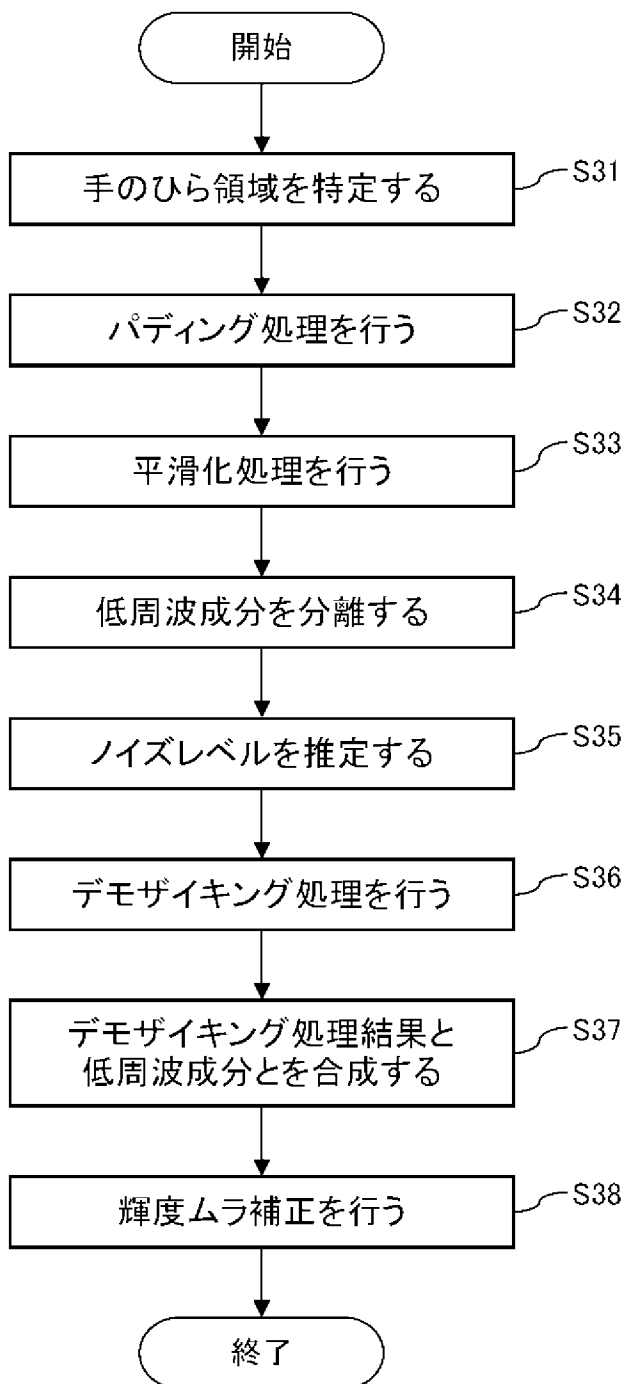 開始
手のひら領域を特定する
S31
パディング処理を行う
S32
平滑化処理を行う
S33
低周波成分を分離する
S34
ノイズレベルを推定する
S35
デモザイキング処理を行う
S36
デモザイキング処理結果と
低周波成分とを合成する
S37
輝度ムラ補正を行う
S38
終了